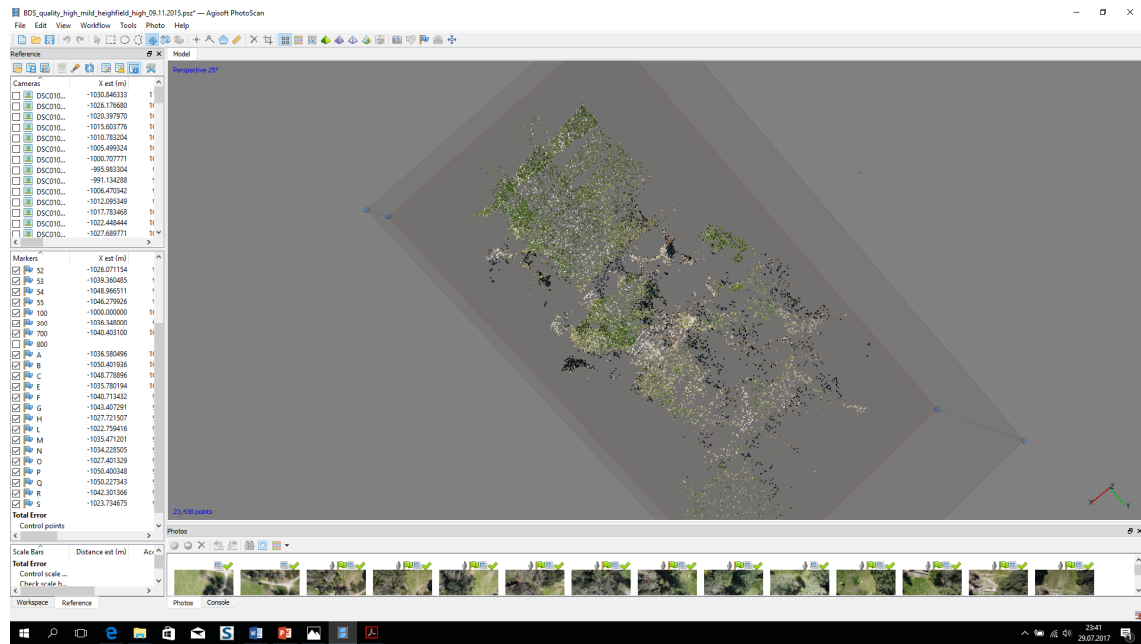 BDS_quality_high_mild_heighfield_high_09.11.2015.psz* — Agisoft PhotoScan
File Edit View Workflow Tools Photo Help
Reference
Model
Perspective 25°
Cameras X est (m)
DSC010... -1030.846333
DSC010... -1026.176680
DSC010... -1020.397970
DSC010... -1015.603776
DSC010... -1010.783204
DSC010... -1005.499324
DSC010... -1000.707771
DSC010... -995.983304
DSC010... -991.134288
DSC010... -1006.470342
DSC010... -1012.095349
DSC010... -1017.783468
DSC010... -1022.448444
DSC010... -1027.689771
Markers X est (m)
52 -1026.071154
53 -1039.360485
54 -1048.966511
55 -1046.279926
100 -1000.000000
300 -1036.348000
700 -1040.403100
800
A -1036.580496
B -1050.401936
C -1048.778896
E -1035.780194
F -1040.713432
G -1043.407291
H -1027.721507
L -1022.759416
M -1035.471201
N -1034.228505
O -1027.401329
P -1050.400348
Q -1050.227343
R -1042.301366
S -1023.734675
Total Error
Control points
23,438 points
X Z Y
Scale Bars Distance est (m) Acc
Total Error
Control scale ...
Check scale b...
Workspace Reference
Photos
Photos Console
23:41
29.07.2017